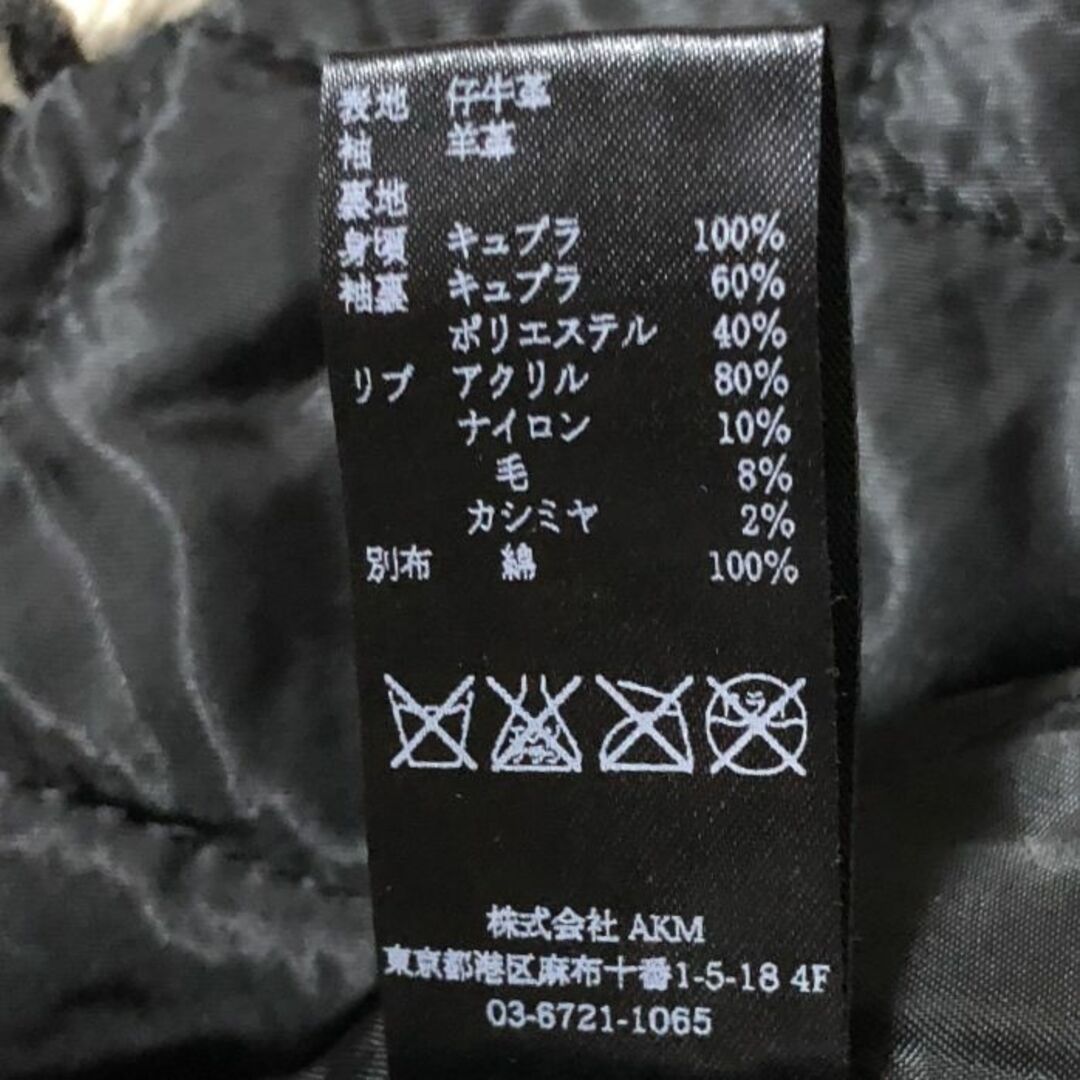 表地 仔牛革
袖 羊革
裏地
身頃 キュプラ 100%
袖裏 キュプラ 60%
ポリエステル 40%
リブ アクリル 80%
ナイロン 10%
毛 8%
カシミヤ 2%
別布 綿 100%
株式会社 AKM
東京都港区麻布十番1-5-18 4F
03-6721-1065